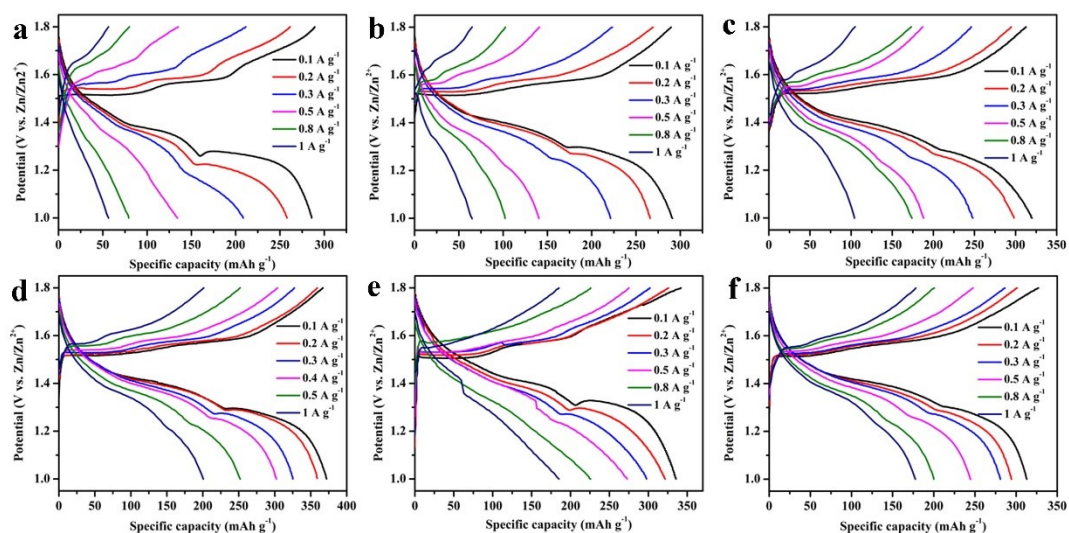 a
1.8
1.6
1.4
1.2
1.0
Potential (V vs. Zn/Zn2⁺)
0.1 A g⁻¹
0.2 A g⁻¹
0.3 A g⁻¹
0.5 A g⁻¹
0.8 A g⁻¹
1 A g⁻¹
0 50 100 150 200 250 300
Specific capacity (mAh g⁻¹)
b
1.8
1.6
1.4
1.2
1.0
Potential (V vs. Zn/Zn²⁺)
0.1 A g⁻¹
0.2 A g⁻¹
0.3 A g⁻¹
0.5 A g⁻¹
0.8 A g⁻¹
1 A g⁻¹
0 50 100 150 200 250 300
Specific capacity (mAh g⁻¹)
c
1.8
1.6
1.4
1.2
1.0
Potential (V vs. Zn/Zn²⁺)
0.1 A g⁻¹
0.2 A g⁻¹
0.3 A g⁻¹
0.5 A g⁻¹
0.8 A g⁻¹
1 A g⁻¹
0 50 100 150 200 250 300 350
Specific capacity (mAh g⁻¹)
d
1.8
1.6
1.4
1.2
1.0
Potential (V vs. Zn/Zn²⁺)
0.1 A g⁻¹
0.2 A g⁻¹
0.3 A g⁻¹
0.4 A g⁻¹
0.5 A g⁻¹
1 A g⁻¹
0 50 100 150 200 250 300 350 400
Specific capacity (mAh g⁻¹)
e
1.8
1.6
1.4
1.2
1.0
Potential (V vs. Zn/Zn²⁺)
0.1 A g⁻¹
0.2 A g⁻¹
0.3 A g⁻¹
0.5 A g⁻¹
0.8 A g⁻¹
1 A g⁻¹
0 50 100 150 200 250 300 350
Specific capacity (mAh g⁻¹)
f
1.8
1.6
1.4
1.2
1.0
Potential (V vs. Zn/Zn²⁺)
0.1 A g⁻¹
0.2 A g⁻¹
0.3 A g⁻¹
0.5 A g⁻¹
0.8 A g⁻¹
1 A g⁻¹
0 50 100 150 200 250 300 350
Specific capacity (mAh g⁻¹)